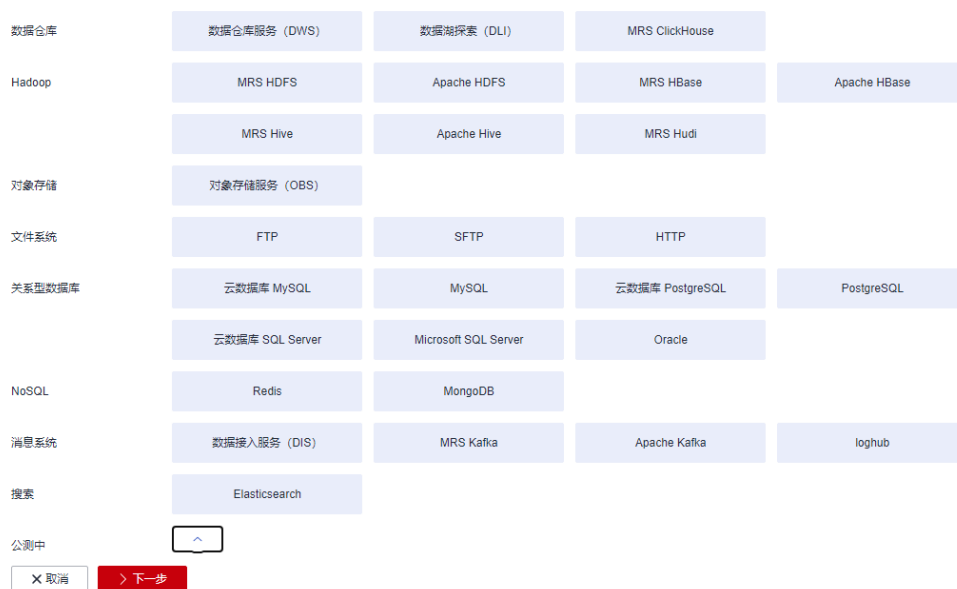 数据仓库 数据仓库服务（DWS） 数据湖探索（DLI） MRS ClickHouse
Hadoop MRS HDFS Apache HDFS MRS HBase Apache HBase
MRS Hive Apache Hive MRS Hudi
对象存储 对象存储服务（OBS）
文件系统 FTP SFTP HTTP
关系型数据库 云数据库 MySQL MySQL 云数据库 PostgreSQL PostgreSQL
云数据库 SQL Server Microsoft SQL Server Oracle
NoSQL Redis MongoDB
消息系统 数据接入服务（DIS） MRS Kafka Apache Kafka loghub
搜索 Elasticsearch
公测中
取消 下一步